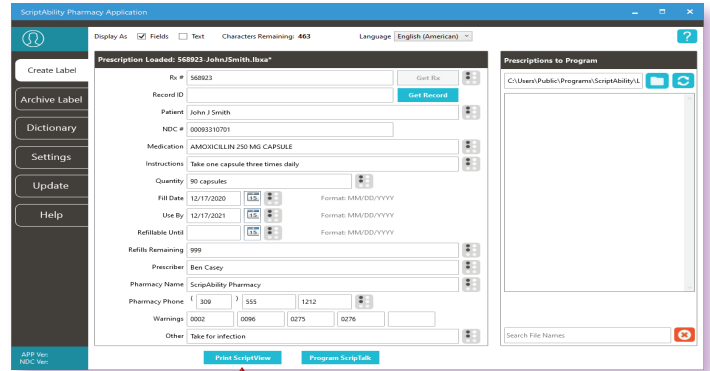 ScriptAbility Pharmacy Application
Display As Fields Text Characters Remaining: 463 Language English (American)
?
Create Label
Archive Label
Dictionary
Settings
Update
Help
APP Ver:
NDC Ver:
Prescription Loaded: 568923-JohnJSmith.lbxa*
Rx # 568923 Get Rx
Record ID Get Record
Patient John J Smith
NDC # 00093310701
Medication AMOXICILLIN 250 MG CAPSULE
Instructions Take one capsule three times daily
Quantity 90 capsules
Fill Date 12/17/2020 15 Format: MM/DD/YYYY
Use By 12/17/2021 15 Format: MM/DD/YYYY
Refillable Until 15 Format: MM/DD/YYYY
Refills Remaining 999
Prescriber Ben Casey
Pharmacy Name ScripAbility Pharmacy
Pharmacy Phone ( 309 ) 555 1212
Warnings 0002 0096 0275 0276
Other Take for infection
Print ScriptView Program ScripTalk
Prescriptions to Program
C:\Users\Public\Programs\ScriptAbility\L
Search File Names